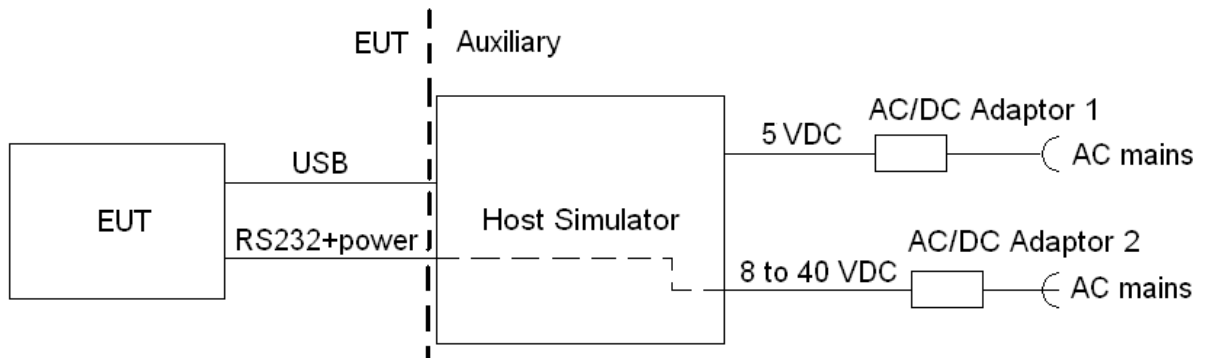 EUT
Auxiliary
AC/DC Adaptor 1
5 VDC
AC mains
USB
EUT
Host Simulator
RS232+power
AC/DC Adaptor 2
8 to 40 VDC
AC mains